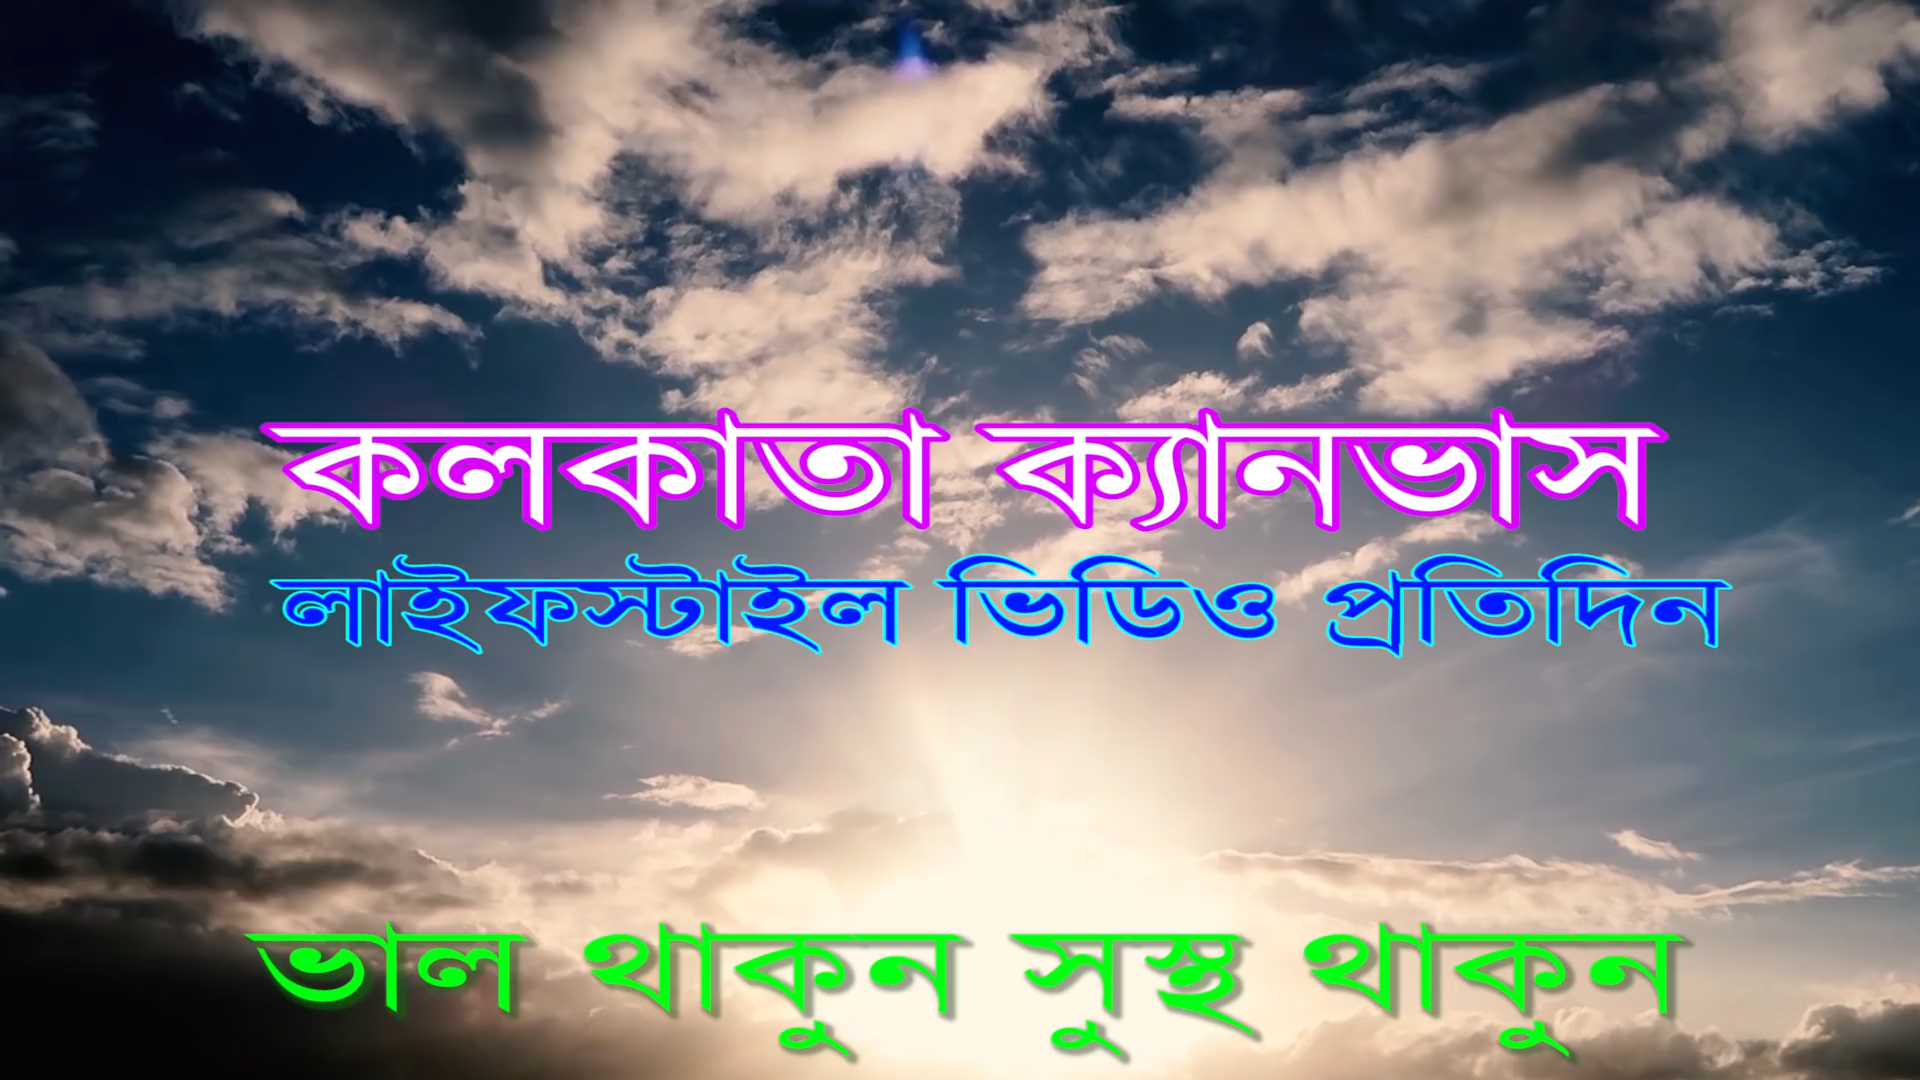 কলকাতা ক্যানভাস
লাইফস্টাইল ভিডিও প্রতিদিন
ভাল থাকুন সুস্থ থাকুন